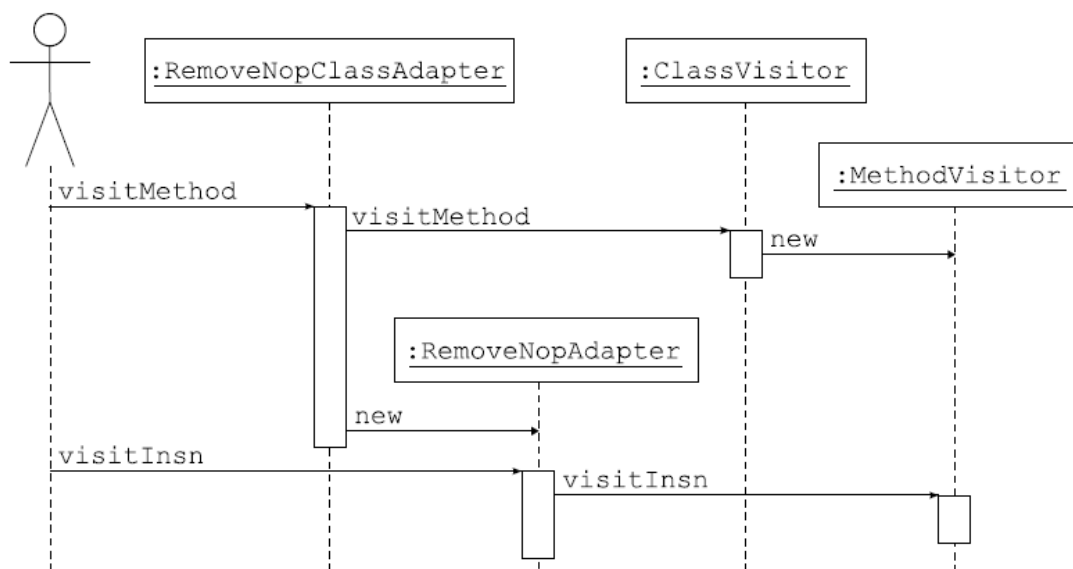 :RemoveNopClassAdapter
:ClassVisitor
:MethodVisitor
visitMethod
visitMethod
new
:RemoveNopAdapter
new
visitInsn
visitInsn